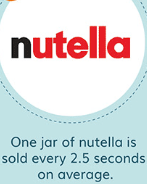 nutella
One jar of nutella is
sold every 2.5 seconds
on average.